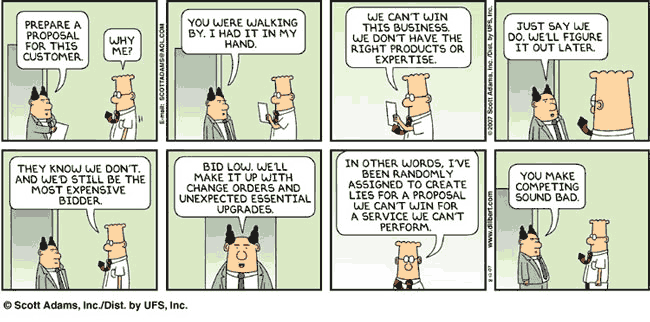 PREPARE A
PROPOSAL
FOR THIS
CUSTOMER.
WHY
ME?
E-mail: SCOTTADAMS@AOL.COM
YOU WERE WALKING
BY. I HAD IT IN MY
HAND.
WE CAN'T WIN
THIS BUSINESS.
WE DON'T HAVE THE
RIGHT PRODUCTS OR
EXPERTISE.
© 2007 Scott Adams, Inc./Dist. by UFS, Inc.
JUST SAY WE
DO. WE'LL FIGURE
IT OUT LATER.
THEY KNOW WE DON'T.
AND WE'D STILL BE THE
MOST EXPENSIVE
BIDDER.
BID LOW. WE'LL
MAKE IT UP WITH
CHANGE ORDERS AND
UNEXPECTED ESSENTIAL
UPGRADES.
IN OTHER WORDS, I'VE
BEEN RANDOMLY
ASSIGNED TO CREATE
LIES FOR A PROPOSAL
WE CAN'T WIN FOR
A SERVICE WE CAN'T
PERFORM.
www.dilbert.com
YOU MAKE
COMPETING
SOUND BAD.
© Scott Adams, Inc./Dist. by UFS, Inc.